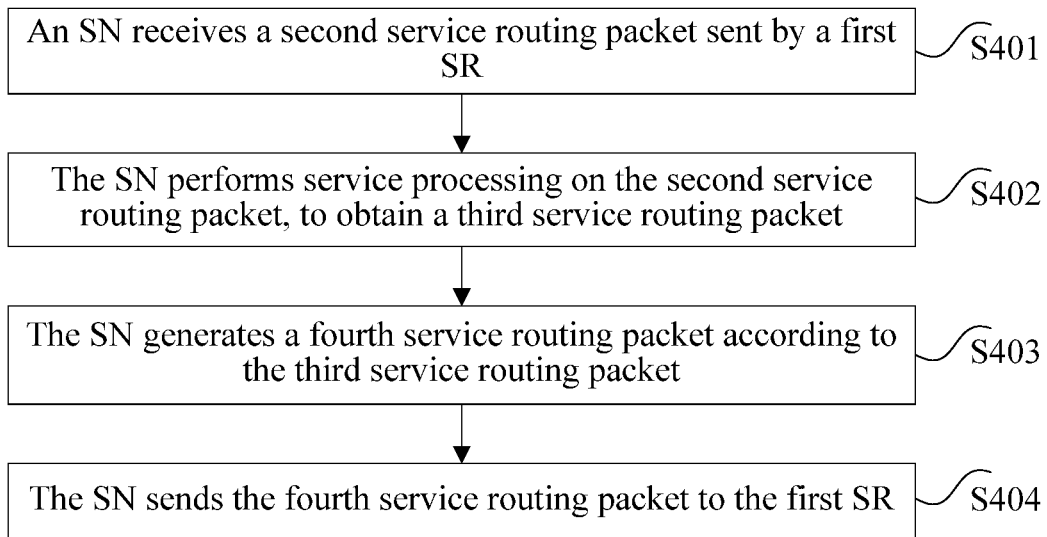 An SN receives a second service routing packet sent by a first
SR
S401
The SN performs service processing on the second service
routing packet, to obtain a third service routing packet
S402
The SN generates a fourth service routing packet according to
the third service routing packet
S403
The SN sends the fourth service routing packet to the first SR
S404